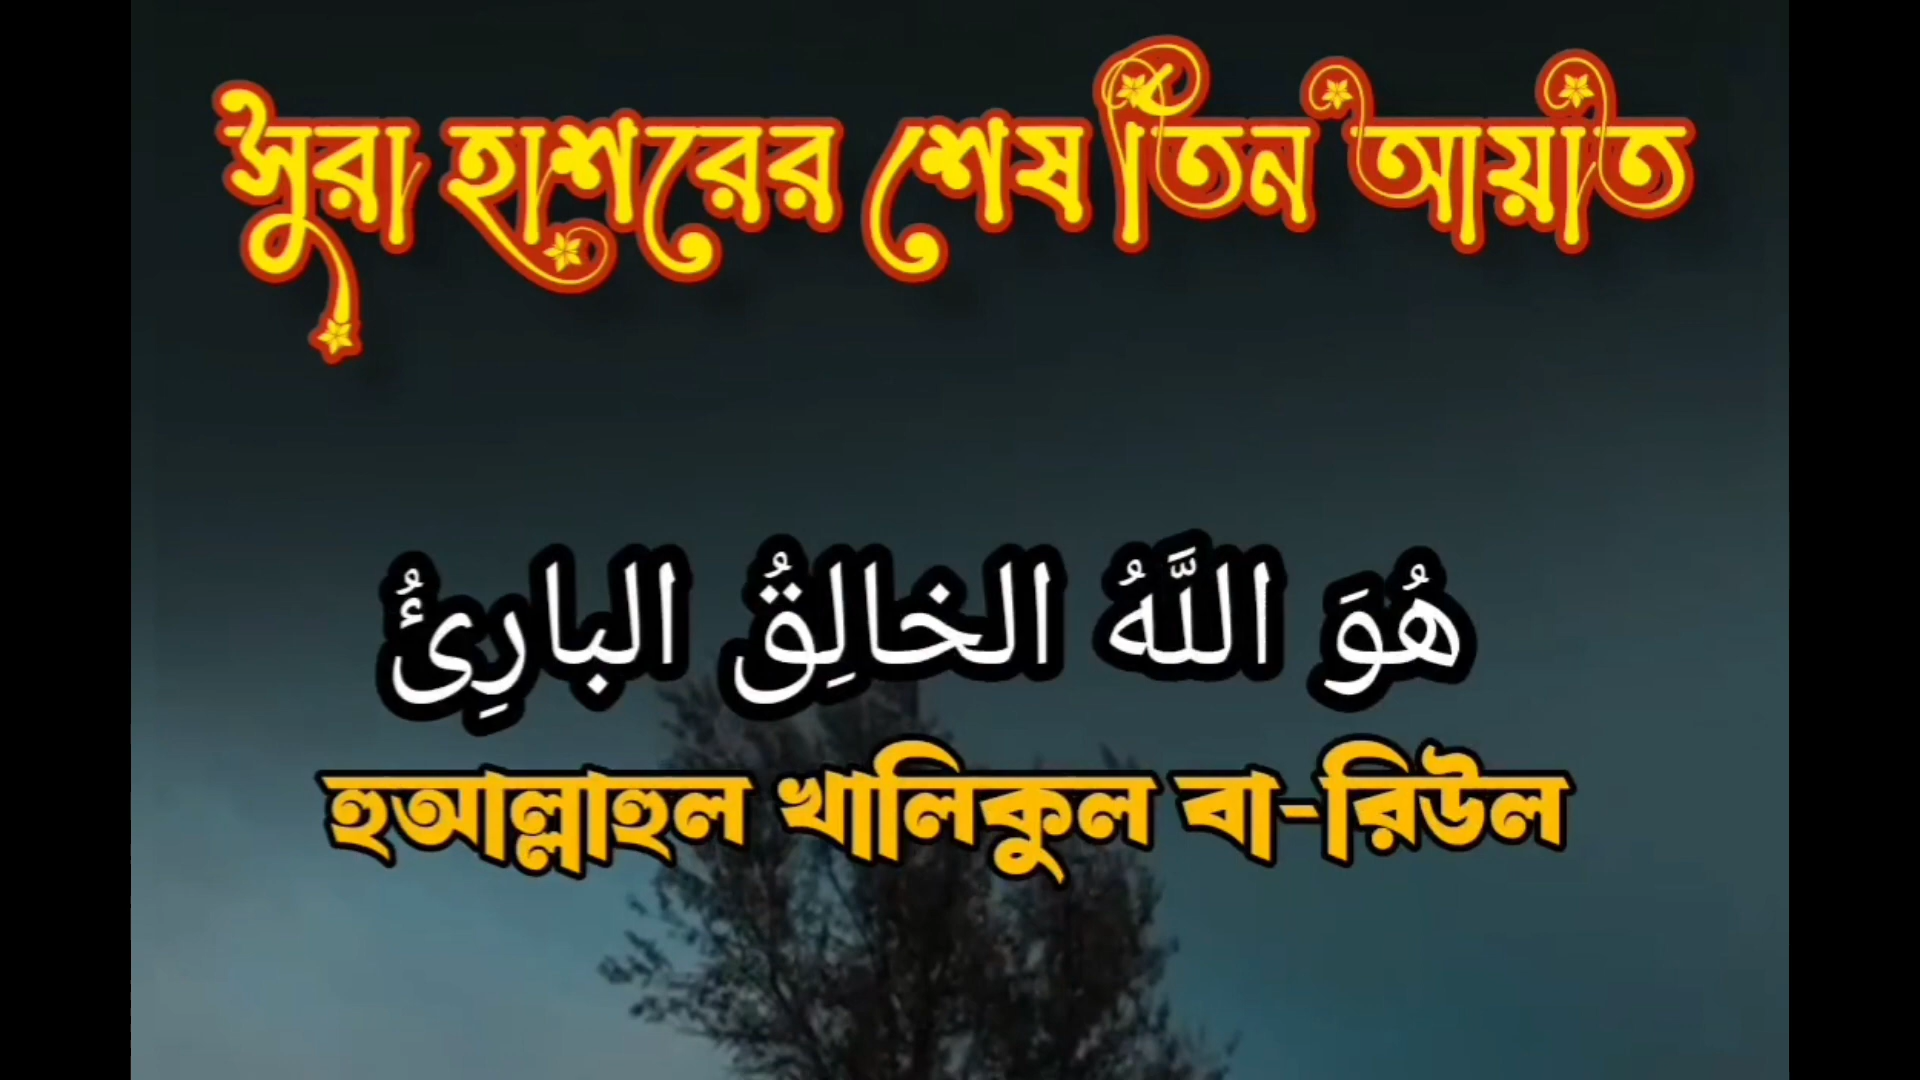 সুরা হাশরের শেষ তিন আয়াত
هُوَ اللَّهُ الخالِقُ البارِئُ
হুআল্লাহুল খালিকুল বা-রিউল